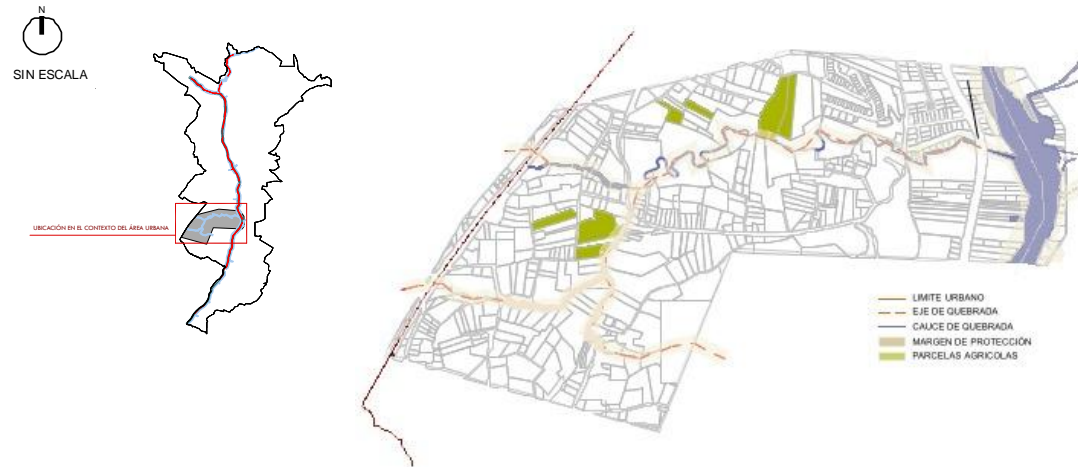 N
SIN ESCALA
UBICACIÓN EN EL CONTEXTO DEL ÁREA URBANA
LIMITE URBANO
EJE DE QUEBRADA
CAUCE DE QUEBRADA
MARGEN DE PROTECCIÓN
PARCELAS AGRICOLAS